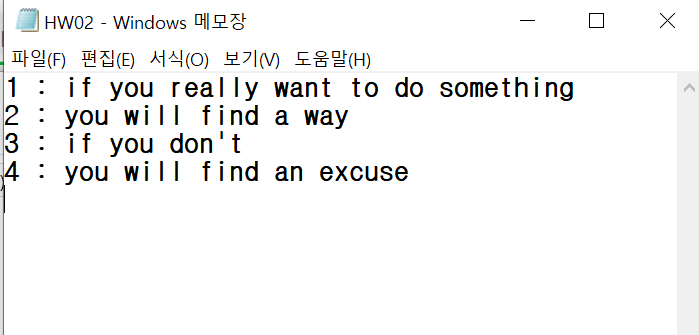 HW02 - Windows 메모장
파일(F) 편집(E) 서식(O) 보기(V) 도움말(H)
1 : if you really want to do something
2 : you will find a way
3 : if you don't
4 : you will find an excuse